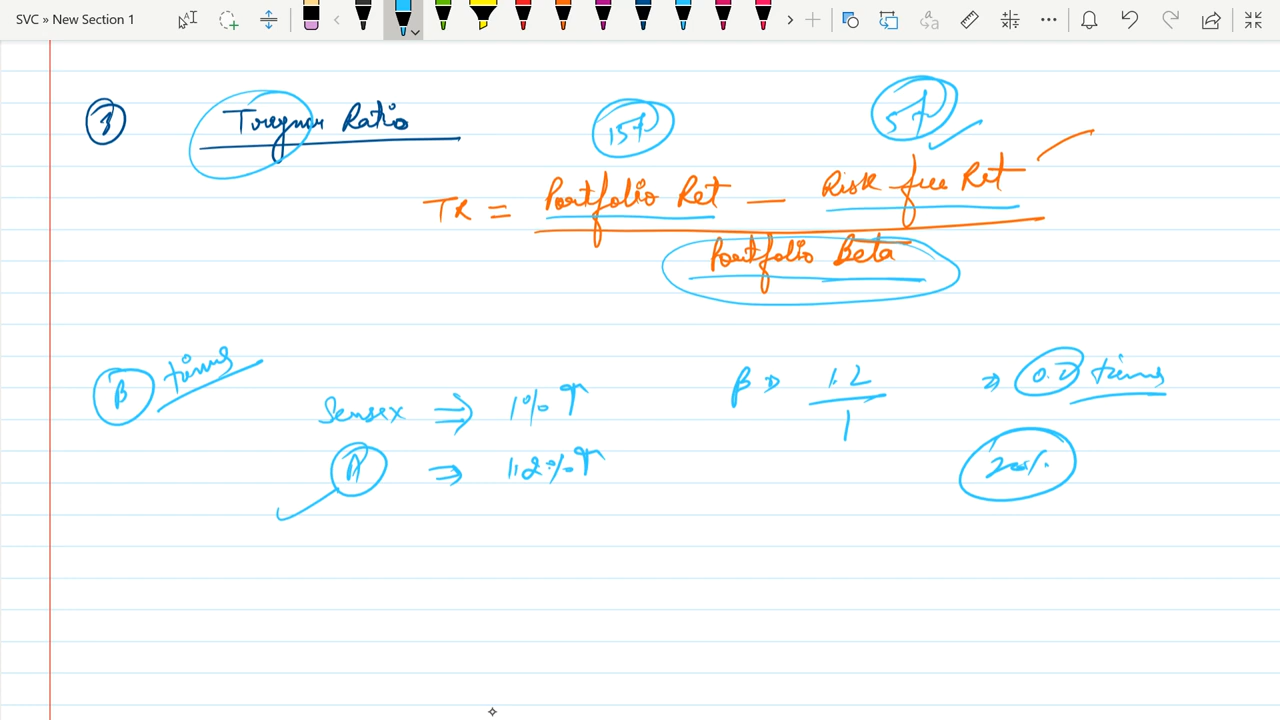 SVC » New Section 1
3 Treynor Ratio 15% 5%
TR = Portfolio Ret — Risk free Ret
Portfolio Beta
β times
Sensex ⇒ 1% ↑ β ⇒ 1.2 / 1 ⇒ 0.2 times
A ⇒ 1.2% ↑ 20%